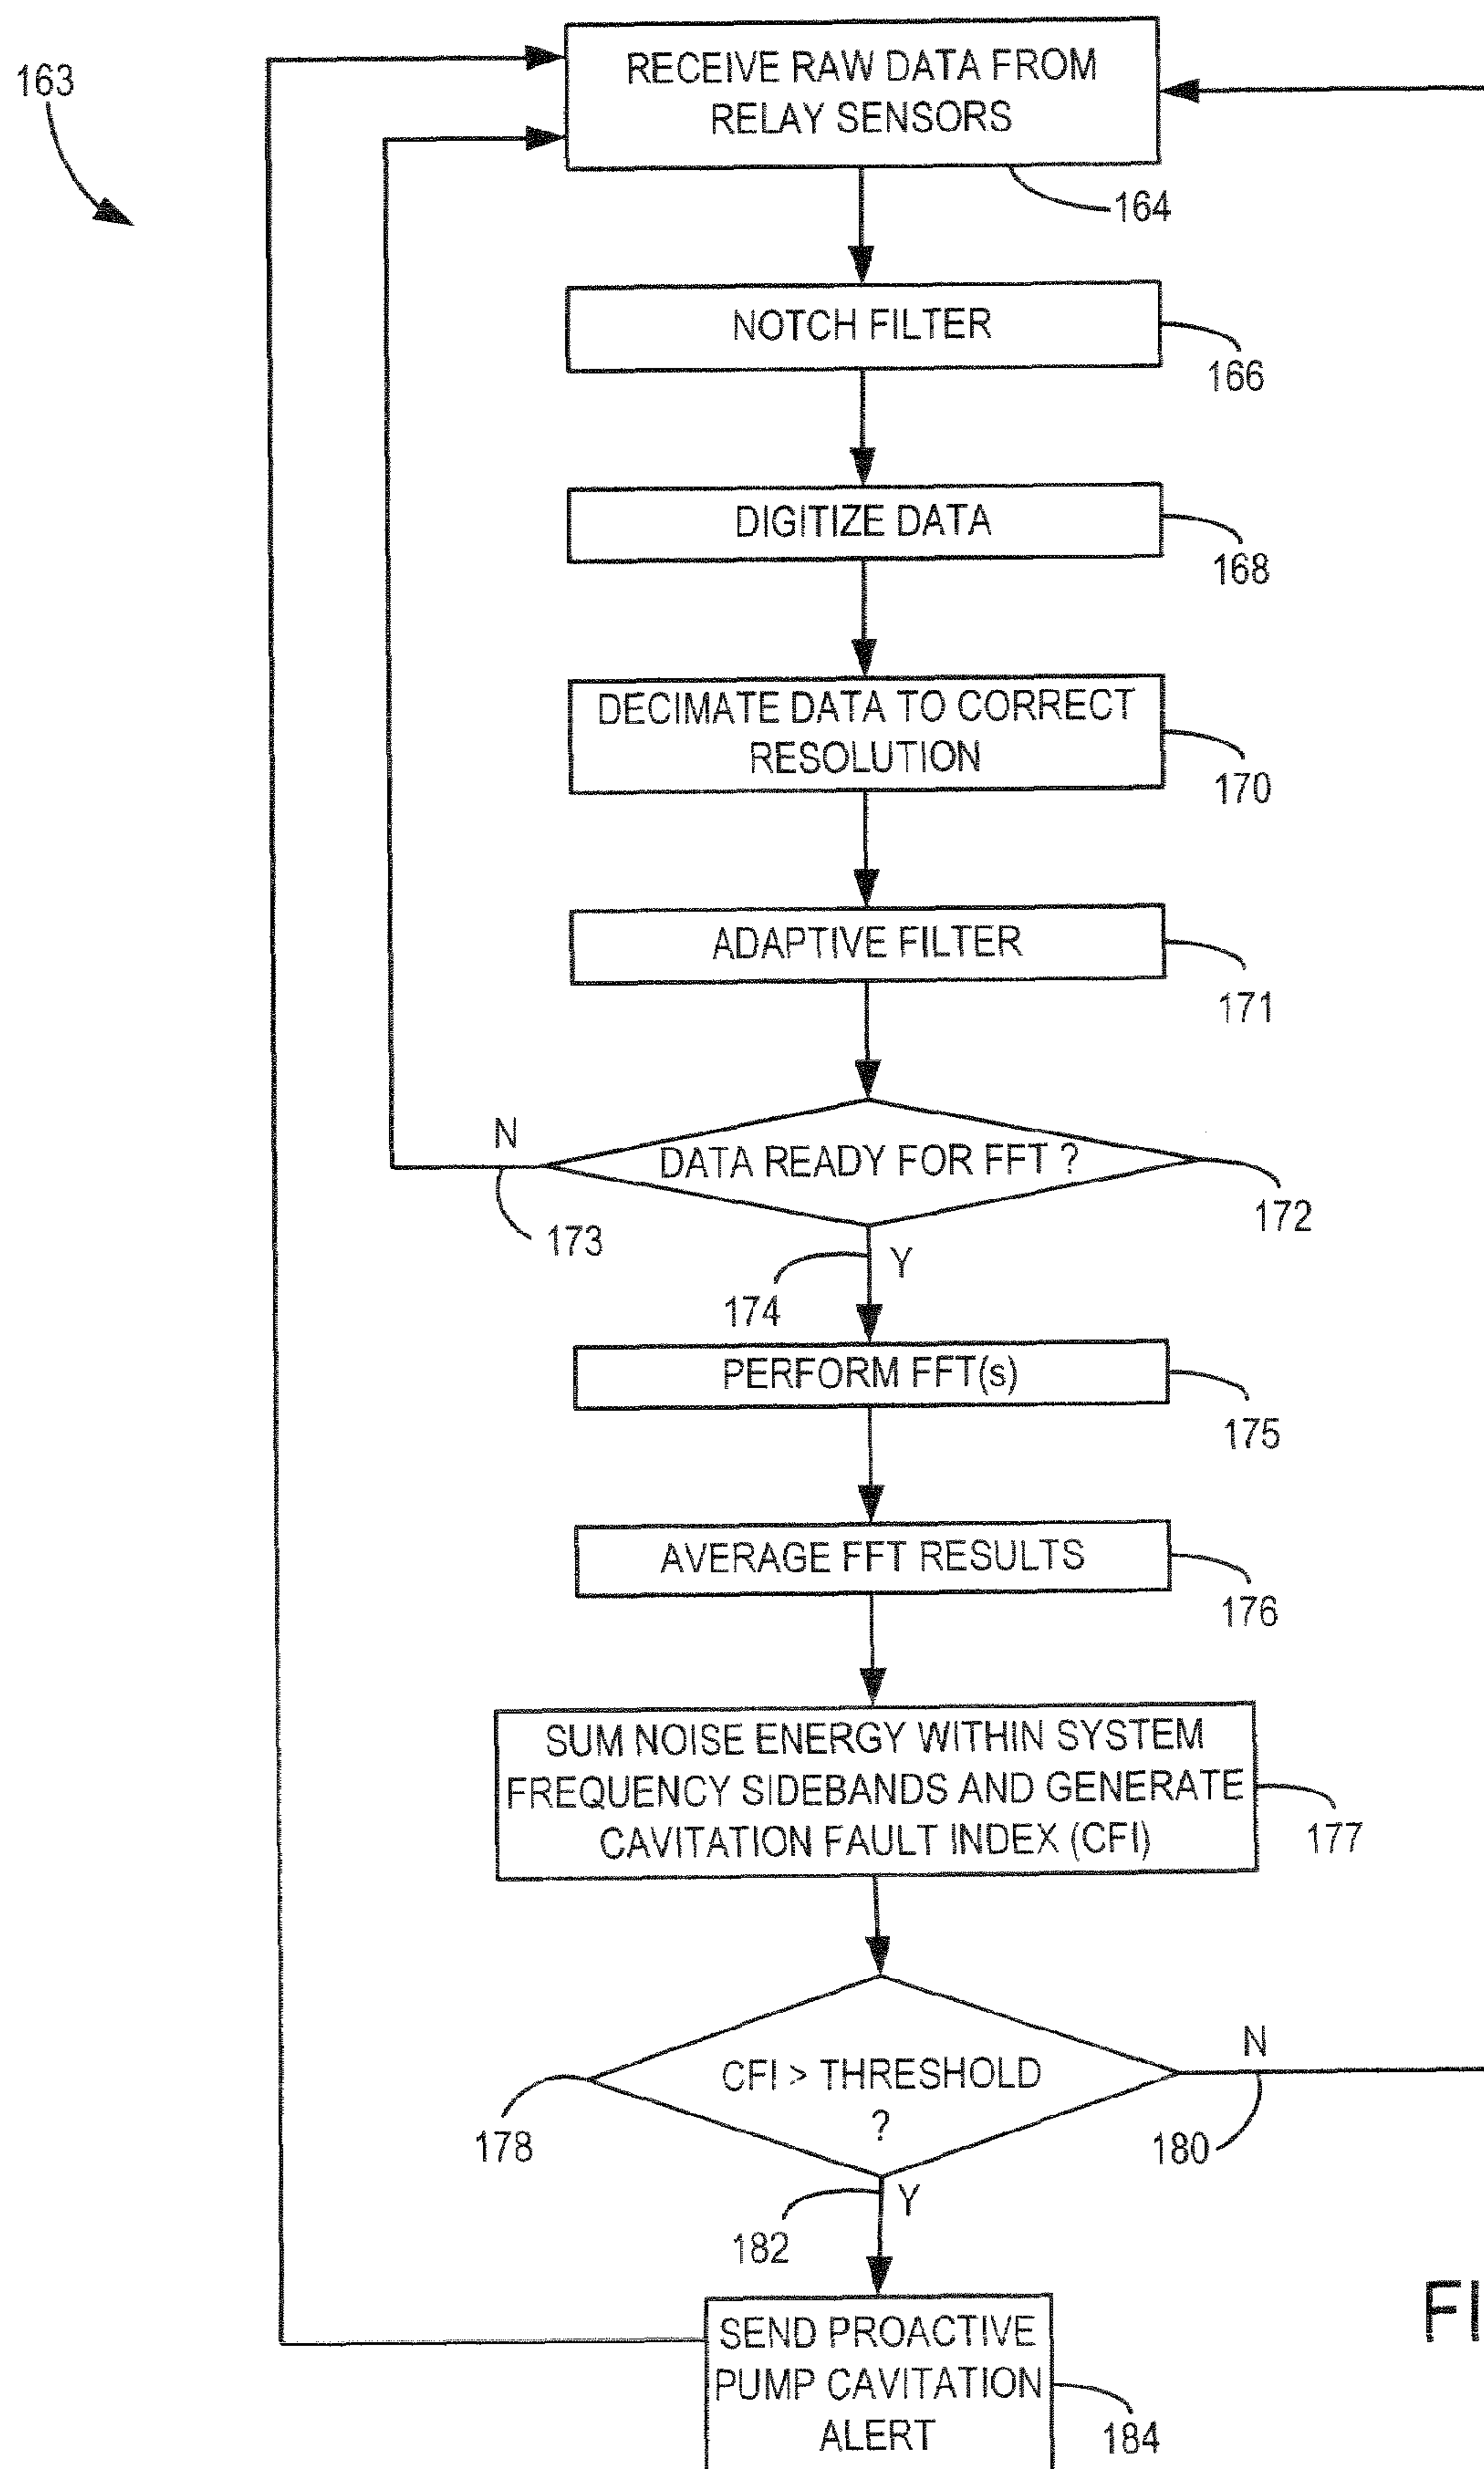 163
RECEIVE RAW DATA FROM
RELAY SENSORS
164
NOTCH FILTER
166
DIGITIZE DATA
168
DECIMATE DATA TO CORRECT
RESOLUTION
170
ADAPTIVE FILTER
171
N
DATA READY FOR FFT ?
172
173
Y
174
PERFORM FFT(s)
175
AVERAGE FFT RESULTS
176
SUM NOISE ENERGY WITHIN SYSTEM
FREQUENCY SIDEBANDS AND GENERATE
CAVITATION FAULT INDEX (CFI)
177
N
CFI > THRESHOLD
?
178
180
Y
182
FI
SEND PROACTIVE
PUMP CAVITATION
ALERT
184